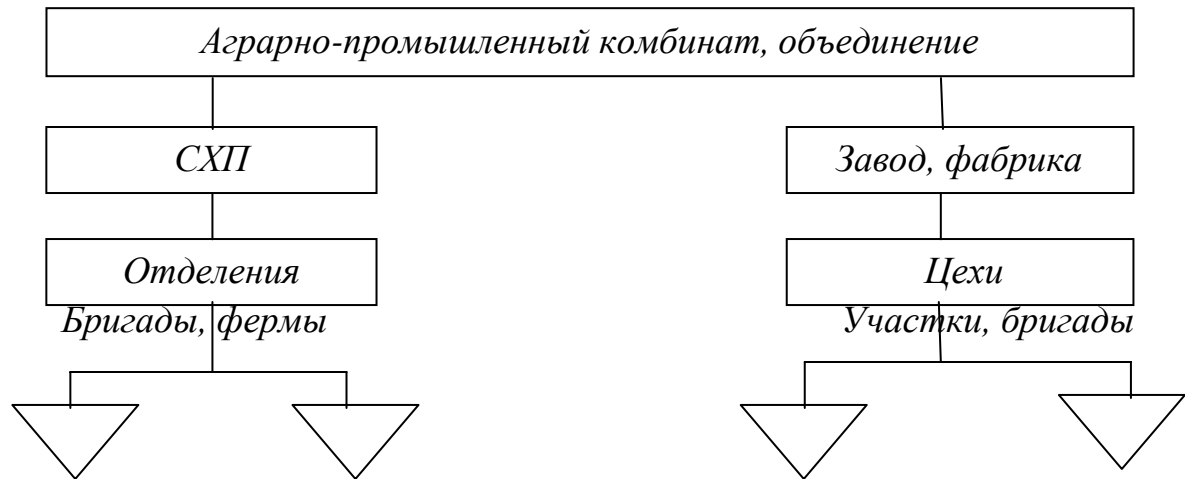 Аграрно-промышленный комбинат, объединение
СХП
Завод, фабрика
Отделения
Цехи
Бригады, фермы
Участки, бригады